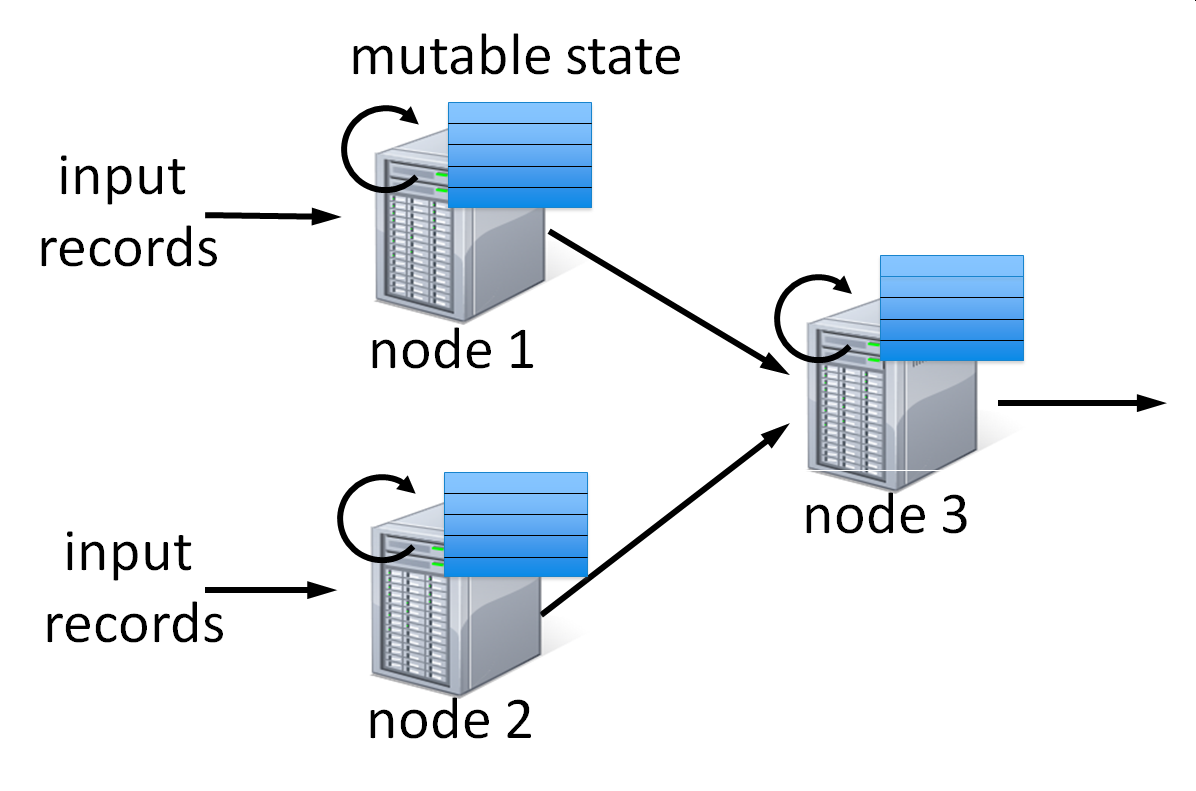 mutable state
input
records
node 1
node 3
input
records
node 2